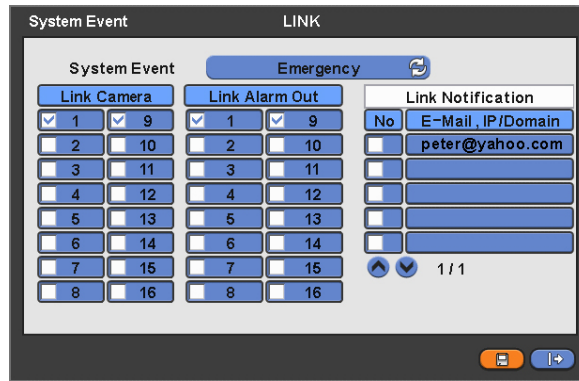 System Event LINK
System Event Emergency
Link Camera Link Alarm Out Link Notification
1 9 1 9 No E-Mail , IP/Domain
2 10 2 10 peter@yahoo.com
3 11 3 11
4 12 4 12
5 13 5 13
6 14 6 14
7 15 7 15 1/1
8 16 8 16